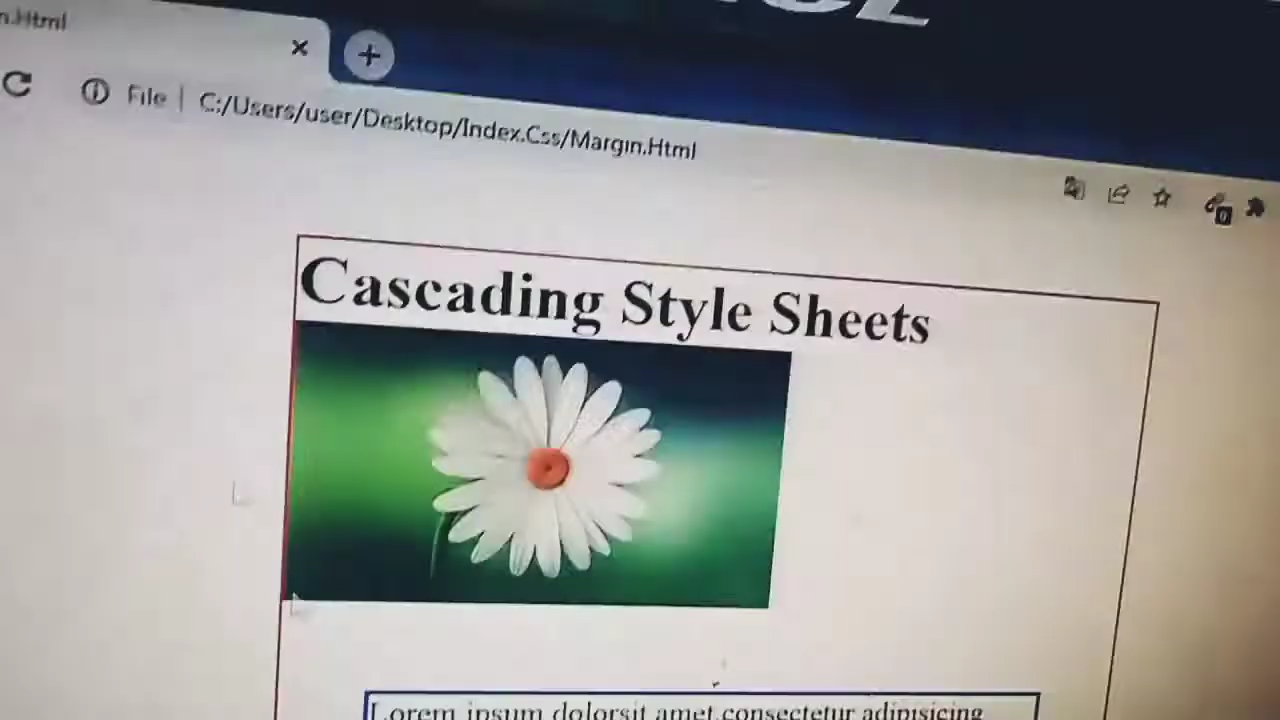 n.Html
File | C:/Users/user/Desktop/Index.Css/Margin.Html
Cascading Style Sheets
Lorem ipsum dolorsit amet,consectetur adipisicing